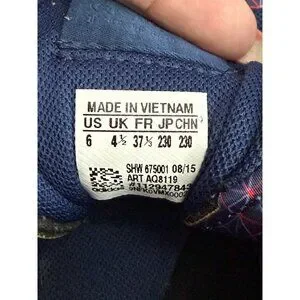 MADE IN VIETNAM
US UK FR JP CHN
6 4½ 37⅓ 230 230
SHW 675001 08/15
ART AQ8119
adidas